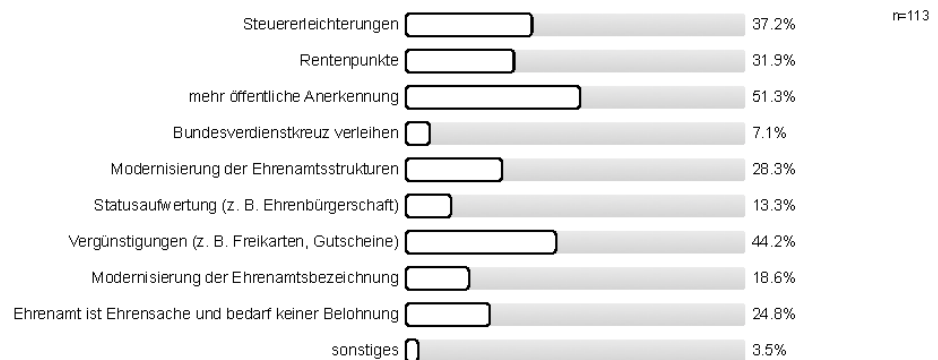 Steuererleichterungen 37.2% n=113
Rentenpunkte 31.9%
mehr öffentliche Anerkennung 51.3%
Bundesverdienstkreuz verleihen 7.1%
Modernisierung der Ehrenamtsstrukturen 28.3%
Statusaufwertung (z. B. Ehrenbürgerschaft) 13.3%
Vergünstigungen (z. B. Freikarten, Gutscheine) 44.2%
Modernisierung der Ehrenamtsbezeichnung 18.6%
Ehrenamt ist Ehrensache und bedarf keiner Belohnung 24.8%
sonstiges 3.5%